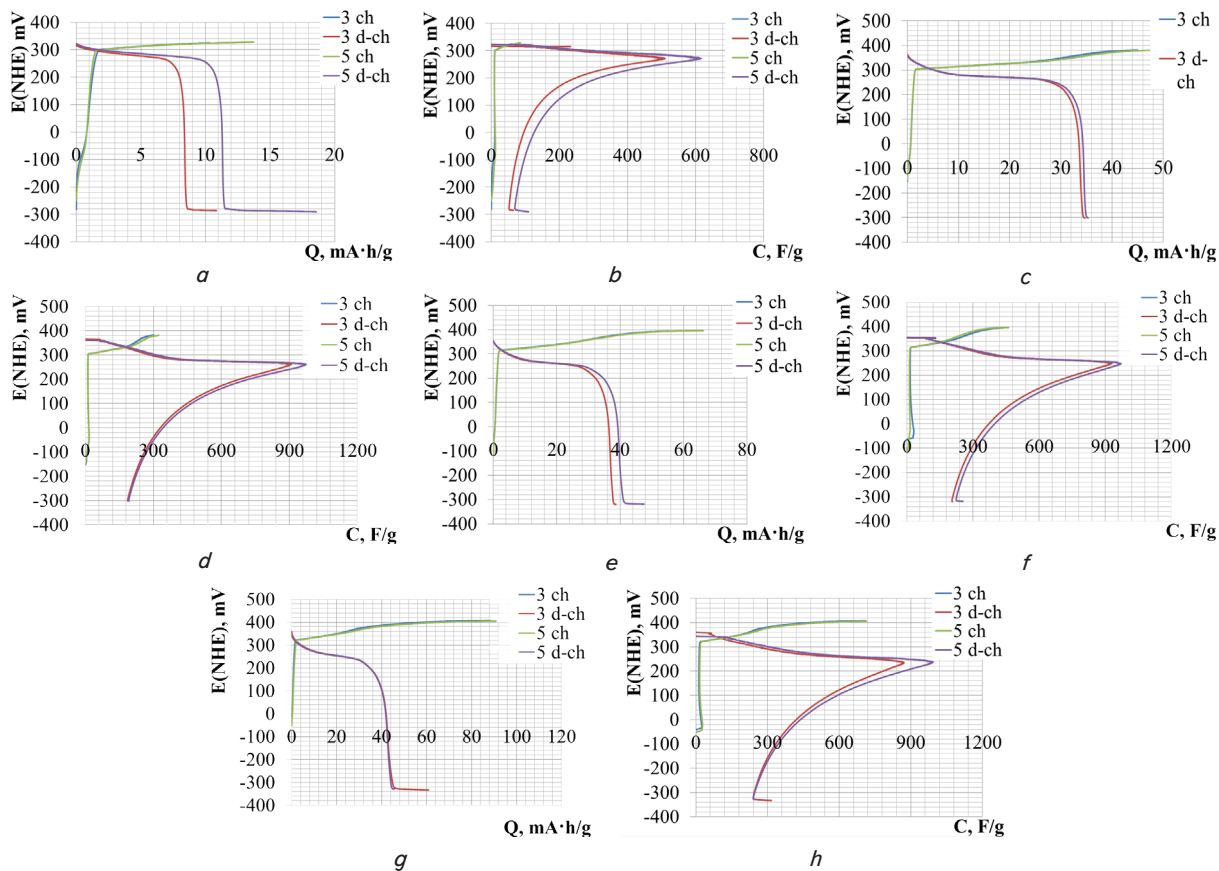 400
300
200
100
0
-100
-200
-300
-400
E(NHE), mV
0
5
10
15
20
Q, mA·h/g
3 ch
3 d-ch
5 ch
5 d-ch
a
400
300
200
100
0
-100
-200
-300
-400
E(NHE), mV
0
200
400
600
800
C, F/g
3 ch
3 d-ch
5 ch
5 d-ch
b
500
400
300
200
100
0
-100
-200
-300
-400
E(NHE), mV
0
10
20
30
40
50
Q, mA·h/g
3 ch
3 d-
ch
c
500
400
300
200
100
0
-100
-200
-300
-400
E(NHE), mV
0
300
600
900
1200
C, F/g
3 ch
3 d-ch
5 ch
5 d-ch
d
500
400
300
200
100
0
-100
-200
-300
-400
E(NHE), mV
0
20
40
60
80
Q, mA·h/g
3 ch
3 d-ch
5 ch
5 d-ch
e
500
400
300
200
100
0
-100
-200
-300
-400
E(NHE), mV
0
300
600
900
1200
C, F/g
3 ch
3 d-ch
5 ch
5 d-ch
f
500
400
300
200
100
0
-100
-200
-300
-400
E(NHE), mV
0
20
40
60
80
100
120
Q, mA·h/g
3 ch
3 d-ch
5 ch
5 d-ch
g
500
400
300
200
100
0
-100
-200
-300
-400
E(NHE), mV
0
300
600
900
1200
C, F/g
3 ch
3 d-ch
5 ch
5 d-ch
h